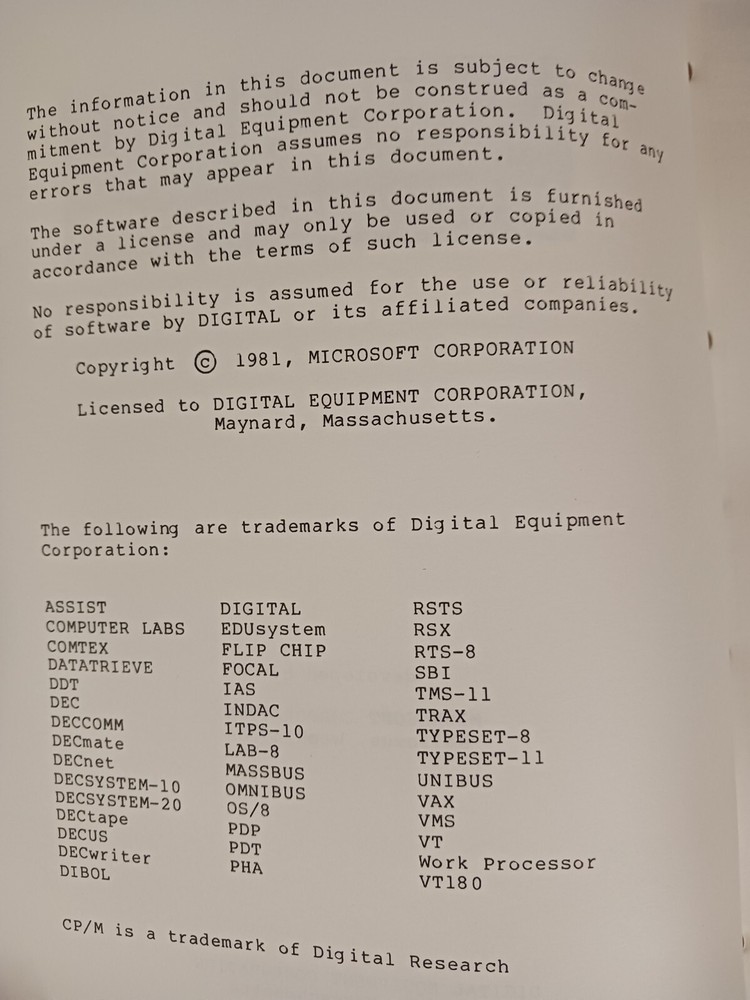 The information in this document is subject to change
without notice and should not be construed as a com-
mitment by Digital Equipment Corporation. Digital
Equipment Corporation assumes no responsibility for any
errors that may appear in this document.
The software described in this document is furnished
under a license and may only be used or copied in
accordance with the terms of such license.
No responsibility is assumed for the use or reliability
of software by DIGITAL or its affiliated companies.
Copyright © 1981, MICROSOFT CORPORATION
Licensed to DIGITAL EQUIPMENT CORPORATION,
Maynard, Massachusetts.
The following are trademarks of Digital Equipment
Corporation:
ASSIST
COMPUTER LABS
COMTEX
DATATRIEVE
DDT
DEC
DECCOMM
DECmate
DECnet
DECSYSTEM-10
DECSYSTEM-20
DECtape
DECUS
DECwriter
DIBOL
DIGITAL
EDUsystem
FLIP CHIP
FOCAL
IAS
INDAC
ITPS-10
LAB-8
MASSBUS
OMNIBUS
OS/8
PDP
PDT
PHA
RSTS
RSX
RTS-8
SBI
TMS-11
TRAX
TYPESET-8
TYPESET-11
UNIBUS
VAX
VMS
VT
Work Processor
VT180
CP/M is a trademark of Digital Research